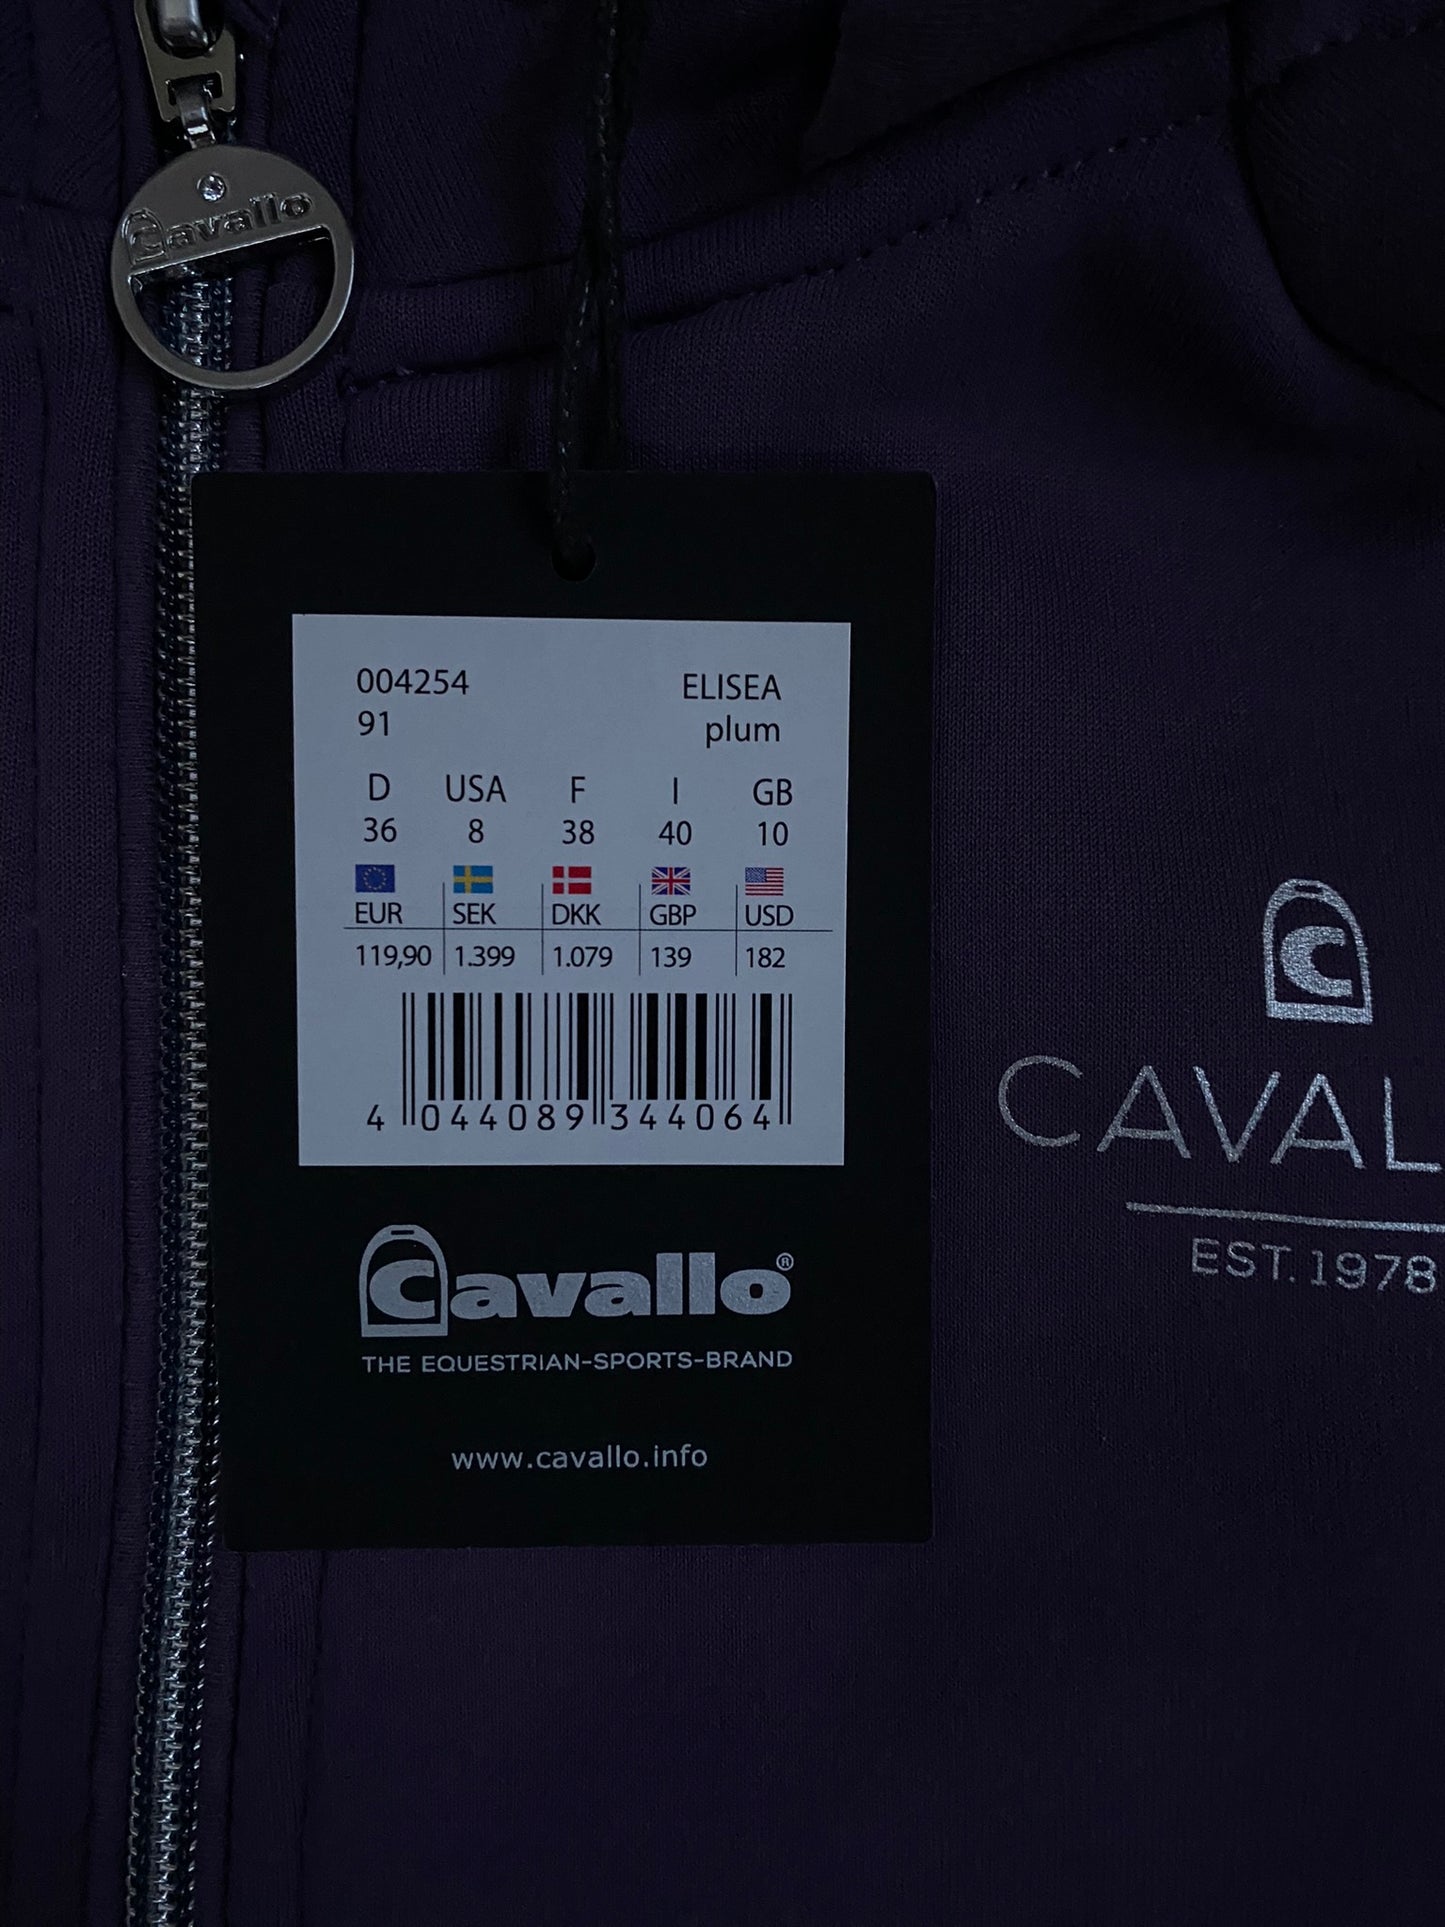 Cavallo
004254 ELISEA
91 plum
D USA F I GB
36 8 38 40 10
EUR SEK DKK GBP USD
119,90 1.399 1.079 139 182
4 044089 344064
Cavallo®
THE EQUESTRIAN-SPORTS-BRAND
www.cavallo.info
C
CAVAL
EST.1978